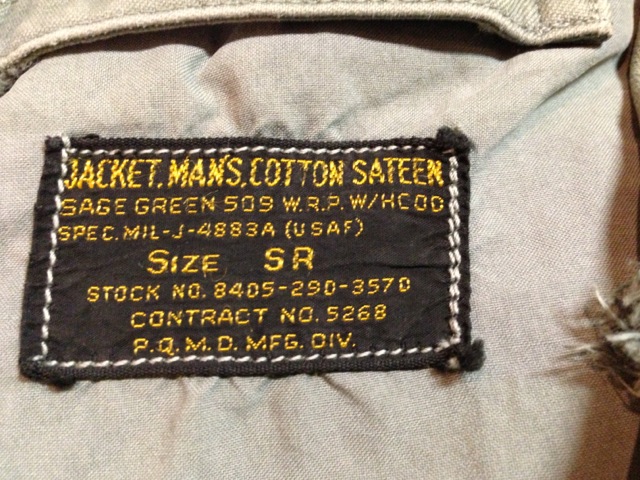 JACKET, MAN'S, COTTON SATEEN
SAGE GREEN 509 W.R.P. W/HOOD
SPEC. MIL-J-4883A (USAF)
SIZE SR
STOCK NO. 8405-290-3570
CONTRACT NO. 5268
P.Q.M.D. MFG. DIV.